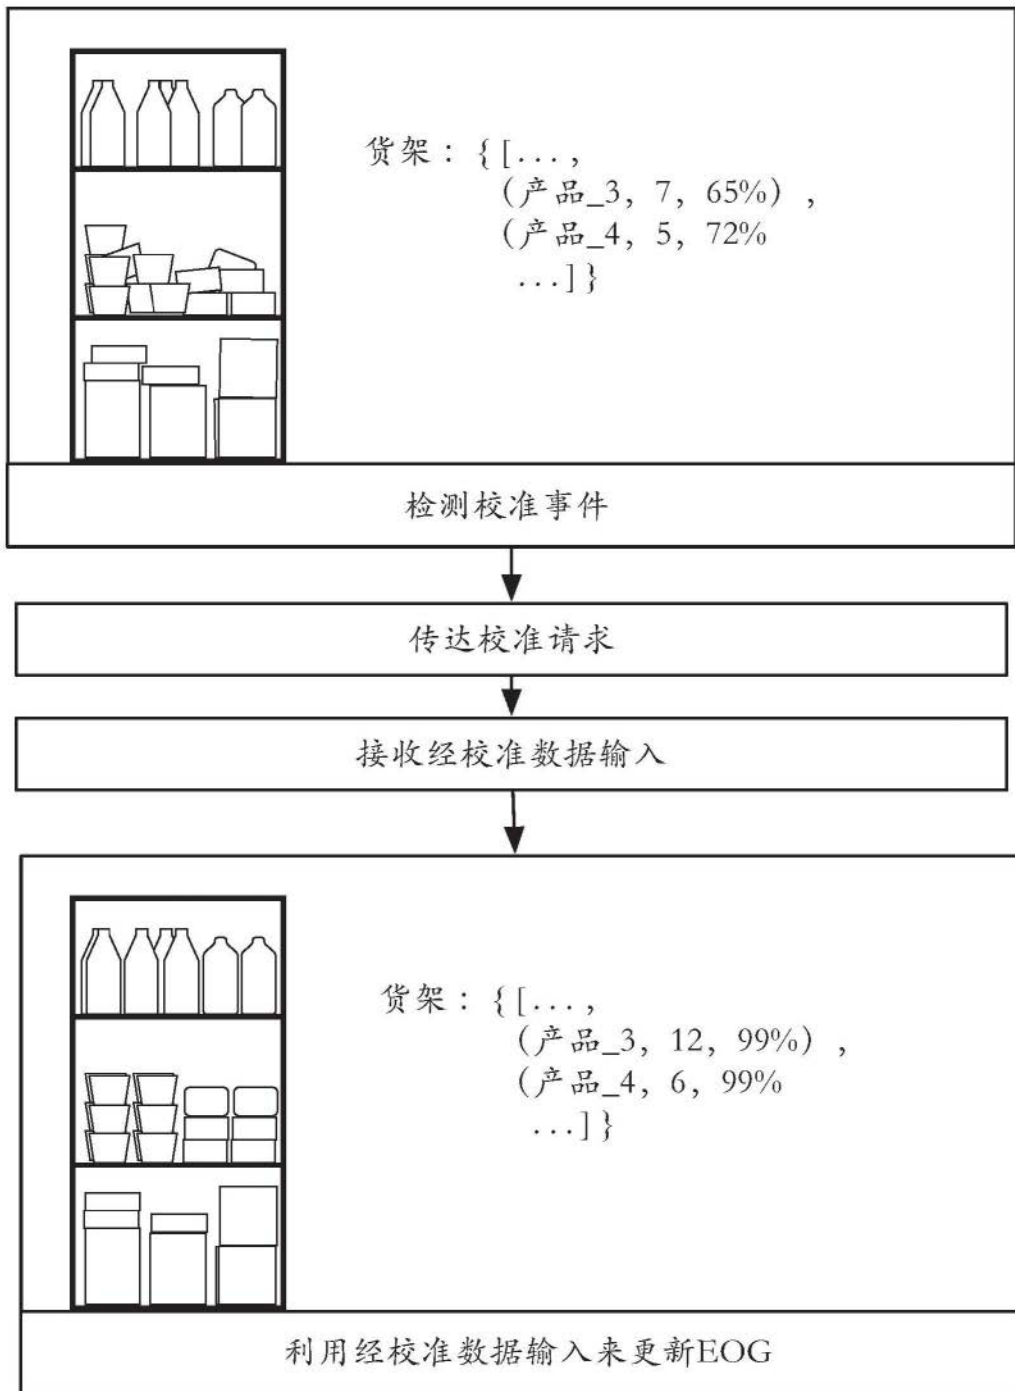 货架：{[...,
(产品_3, 7, 65%),
(产品_4, 5, 72%
...]}
检测校准事件
传达校准请求
接收经校准数据输入
货架：{[...,
(产品_3, 12, 99%),
(产品_4, 6, 99%
...]}
利用经校准数据输入来更新EOG